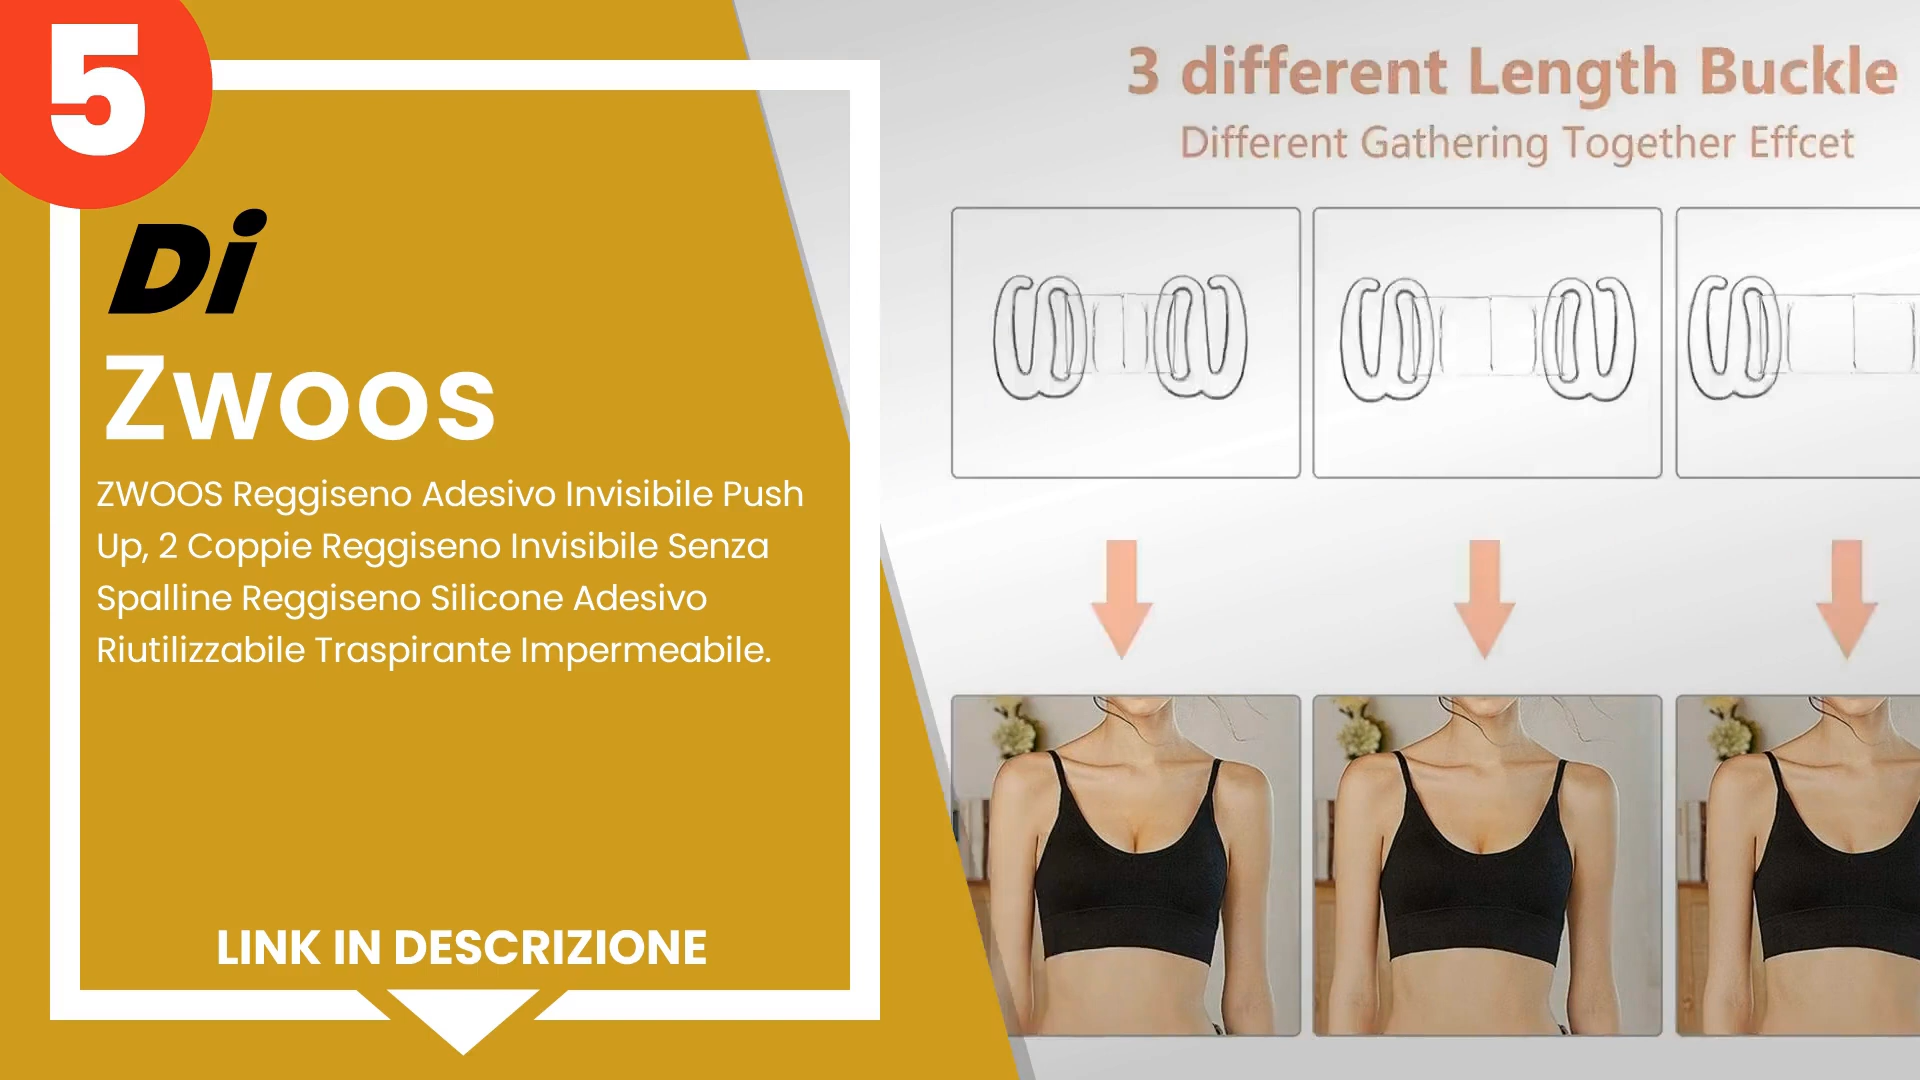 5
Di
Zwoos
ZWOOS Reggiseno Adesivo Invisibile Push
Up, 2 Coppie Reggiseno Invisibile Senza
Spalline Reggiseno Silicone Adesivo
Riutilizzabile Traspirante Impermeabile.
LINK IN DESCRIZIONE
3 different Length Buckle
Different Gathering Together Effcet